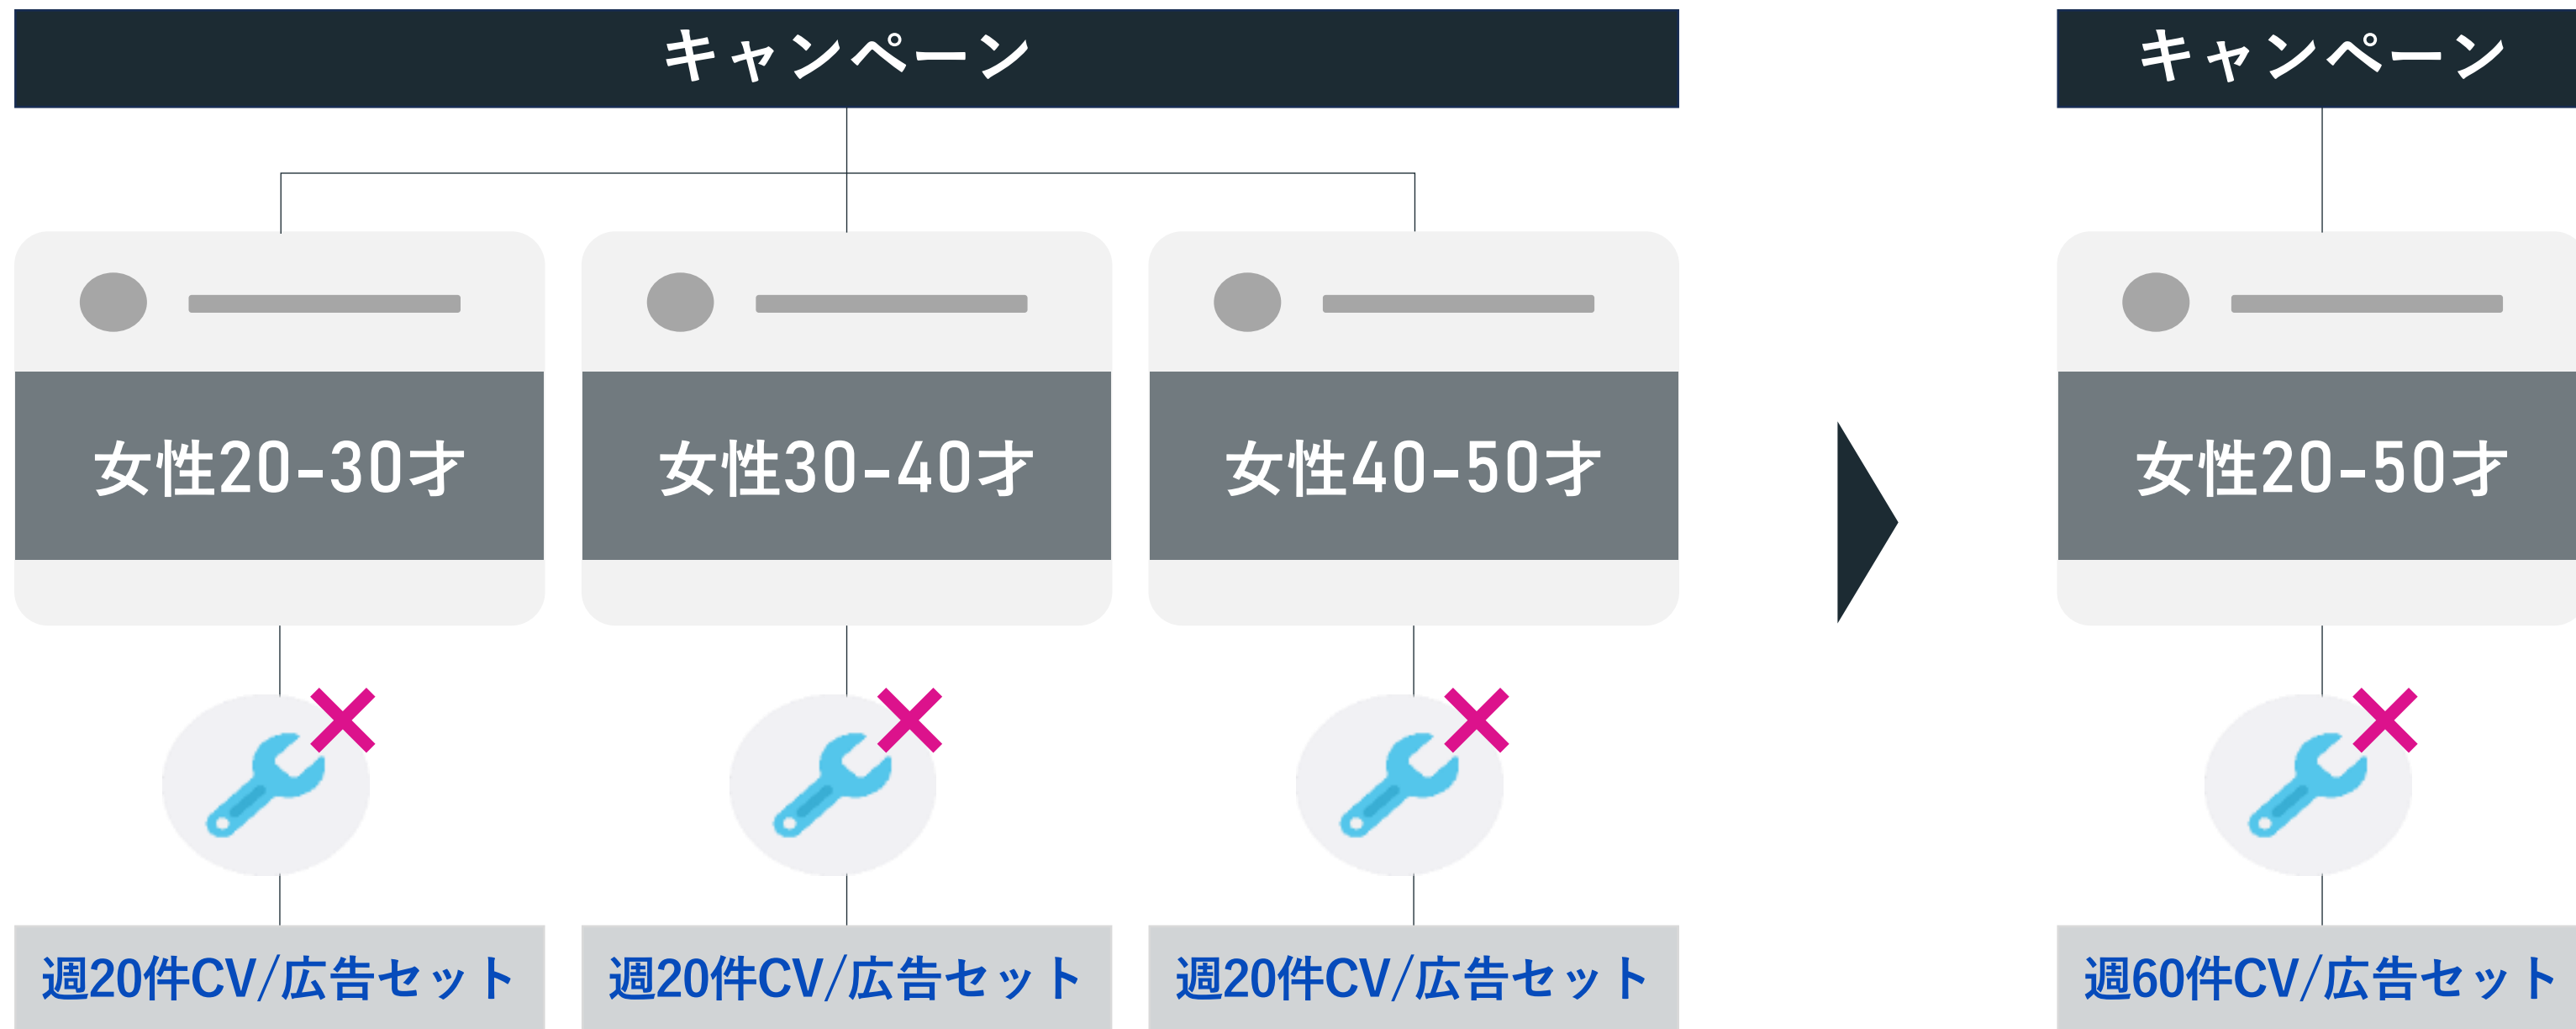 キャンペーン
キャンペーン
女性20-30才
女性30-40才
女性40-50才
女性20-50才
週20件CV/広告セット
週20件CV/広告セット
週20件CV/広告セット
週60件CV/広告セット